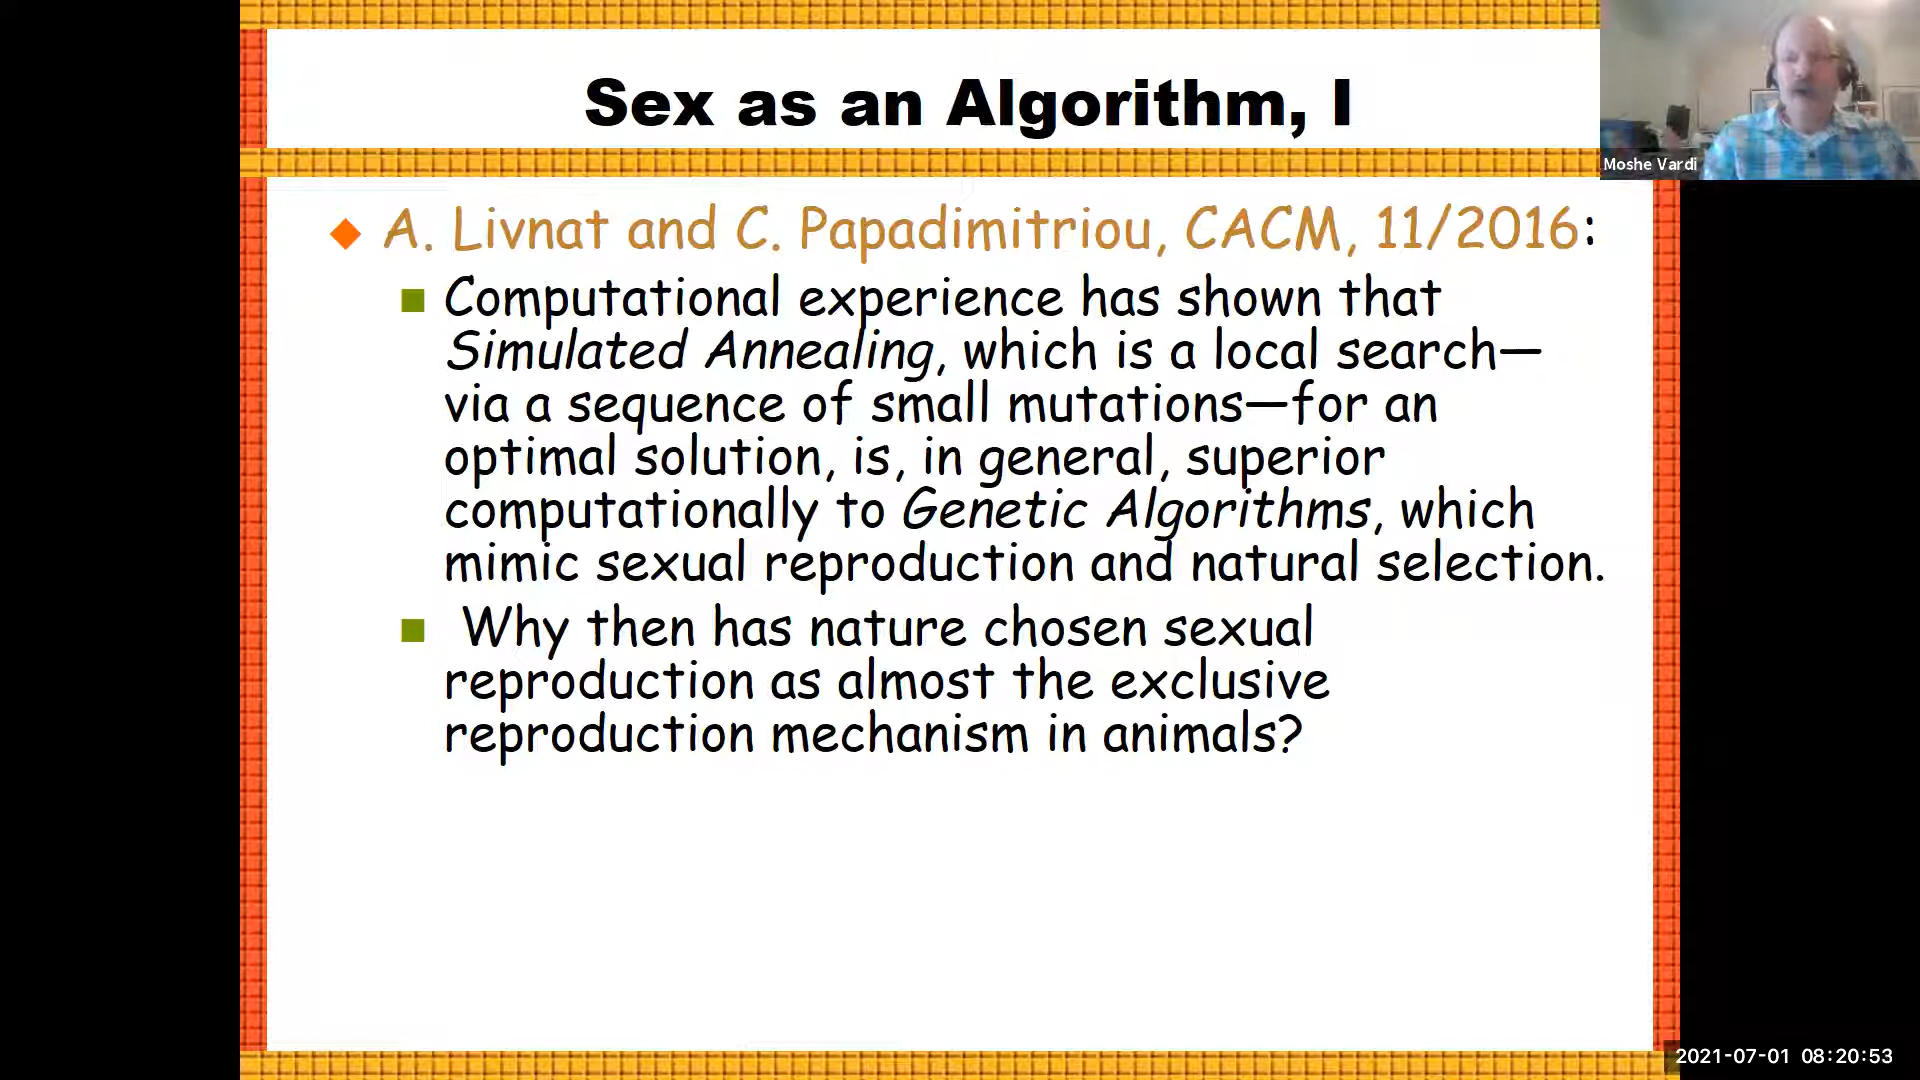 Sex as an Algorithm, I
Moshe Vardi
A. Livnat and C. Papadimitriou, CACM, 11/2016:
Computational experience has shown that
Simulated Annealing, which is a local search—
via a sequence of small mutations—for an
optimal solution, is, in general, superior
computationally to Genetic Algorithms, which
mimic sexual reproduction and natural selection.
Why then has nature chosen sexual
reproduction as almost the exclusive
reproduction mechanism in animals?
2021-07-01 08:20:53